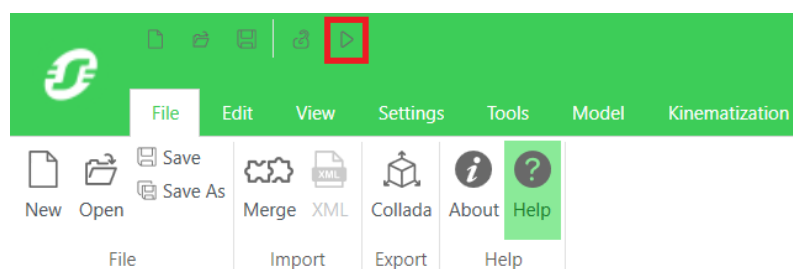 File Edit View Settings Tools Model Kinematization
Save
Save As
New Open Merge XML Collada About Help
XML
File Import Export Help